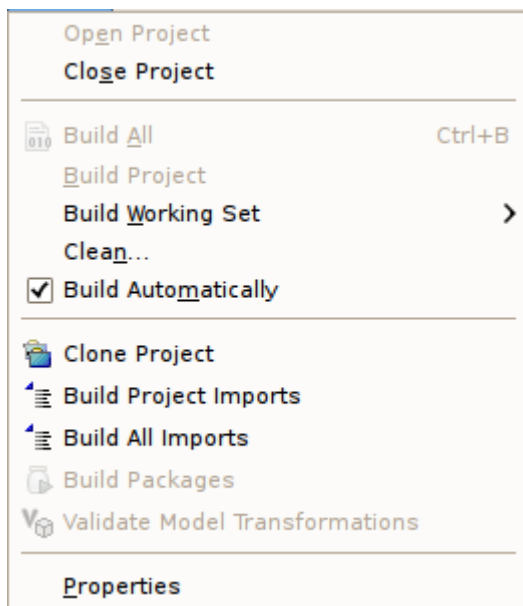 Open Project
Close Project
010
Build All Ctrl+B
Build Project
Build Working Set
Clean...
Build Automatically
Clone Project
Build Project Imports
Build All Imports
Build Packages
V Validate Model Transformations
Properties